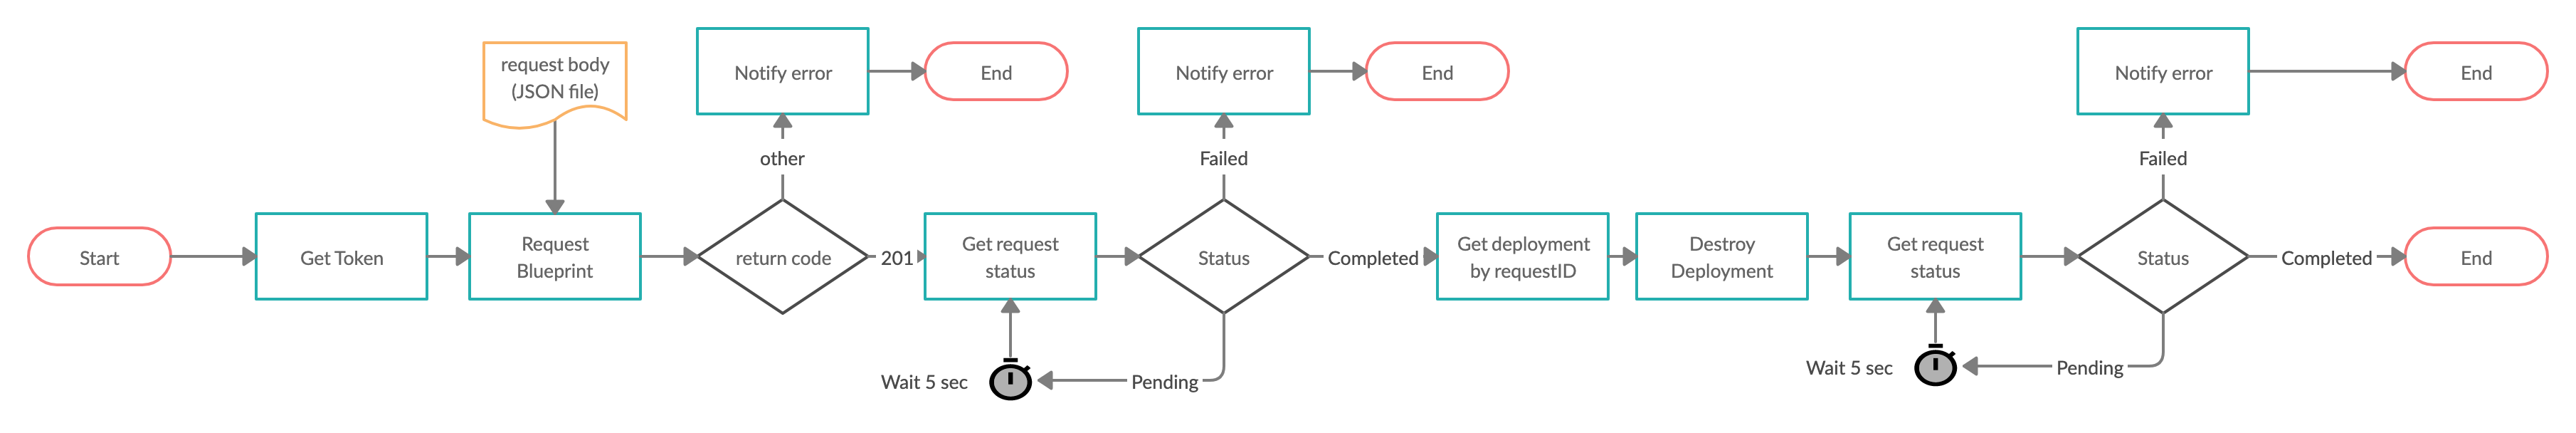 request body
(JSON file)
Notify error
End
Notify error
End
Notify error
End
other
Failed
Failed
Start
Get Token
Request
Blueprint
return code
201
Get request
status
Status
Completed
Get deployment
by requestID
Destroy
Deployment
Get request
status
Status
Completed
End
Wait 5 sec
Pending
Wait 5 sec
Pending